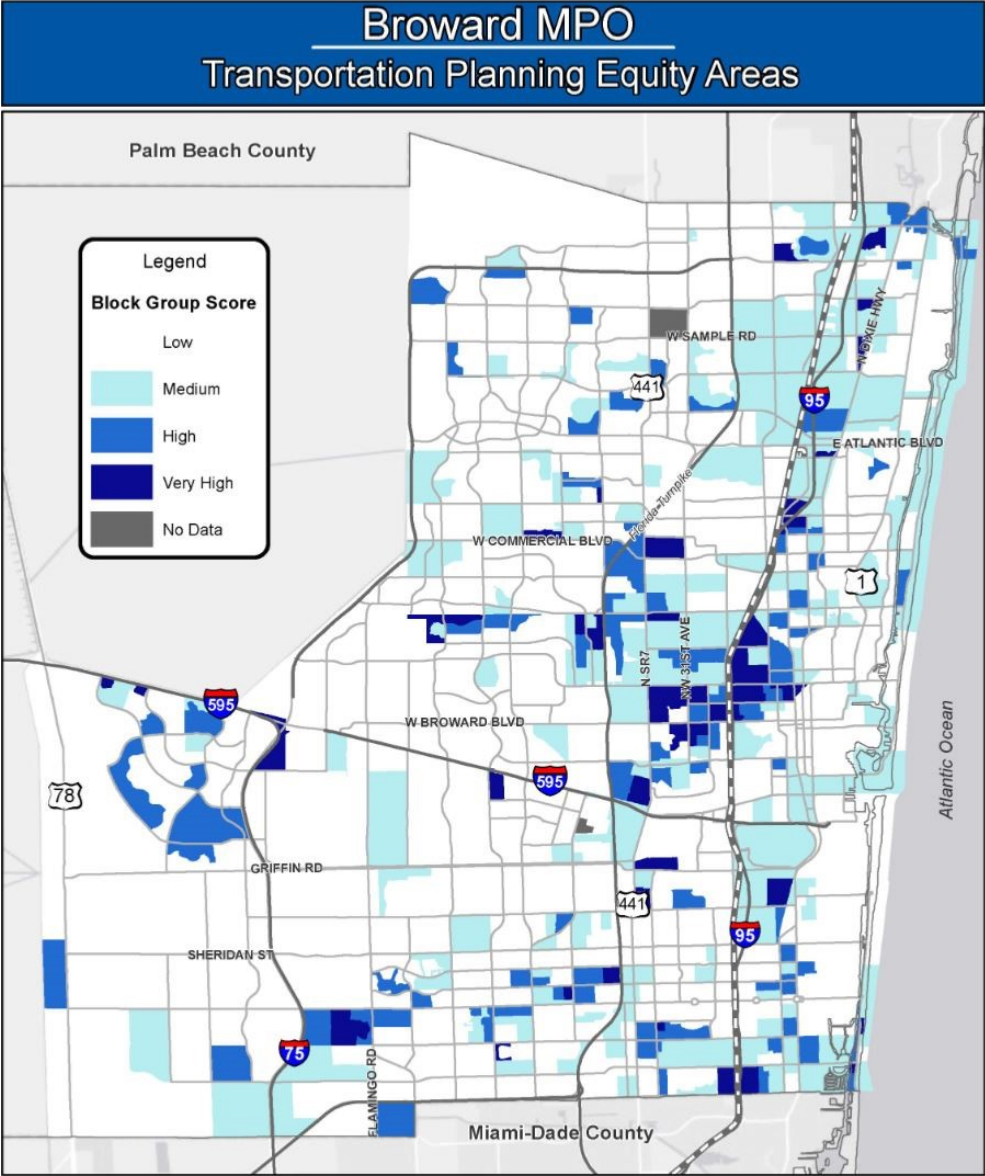 Broward MPO
Transportation Planning Equity Areas
Palm Beach County
Legend
Block Group Score
Low
Medium
High
Very High
No Data
W SAMPLE RD
N DIXIE HWY
441
95
E ATLANTIC BLVD
Florida-Turnpike
W COMMERCIAL BLVD
1
N SR7
NW 31ST AVE
595
W BROWARD BLVD
Atlantic Ocean
78
595
GRIFFIN RD
441
95
SHERIDAN ST
75
FLAMINGO RD
Miami-Dade County